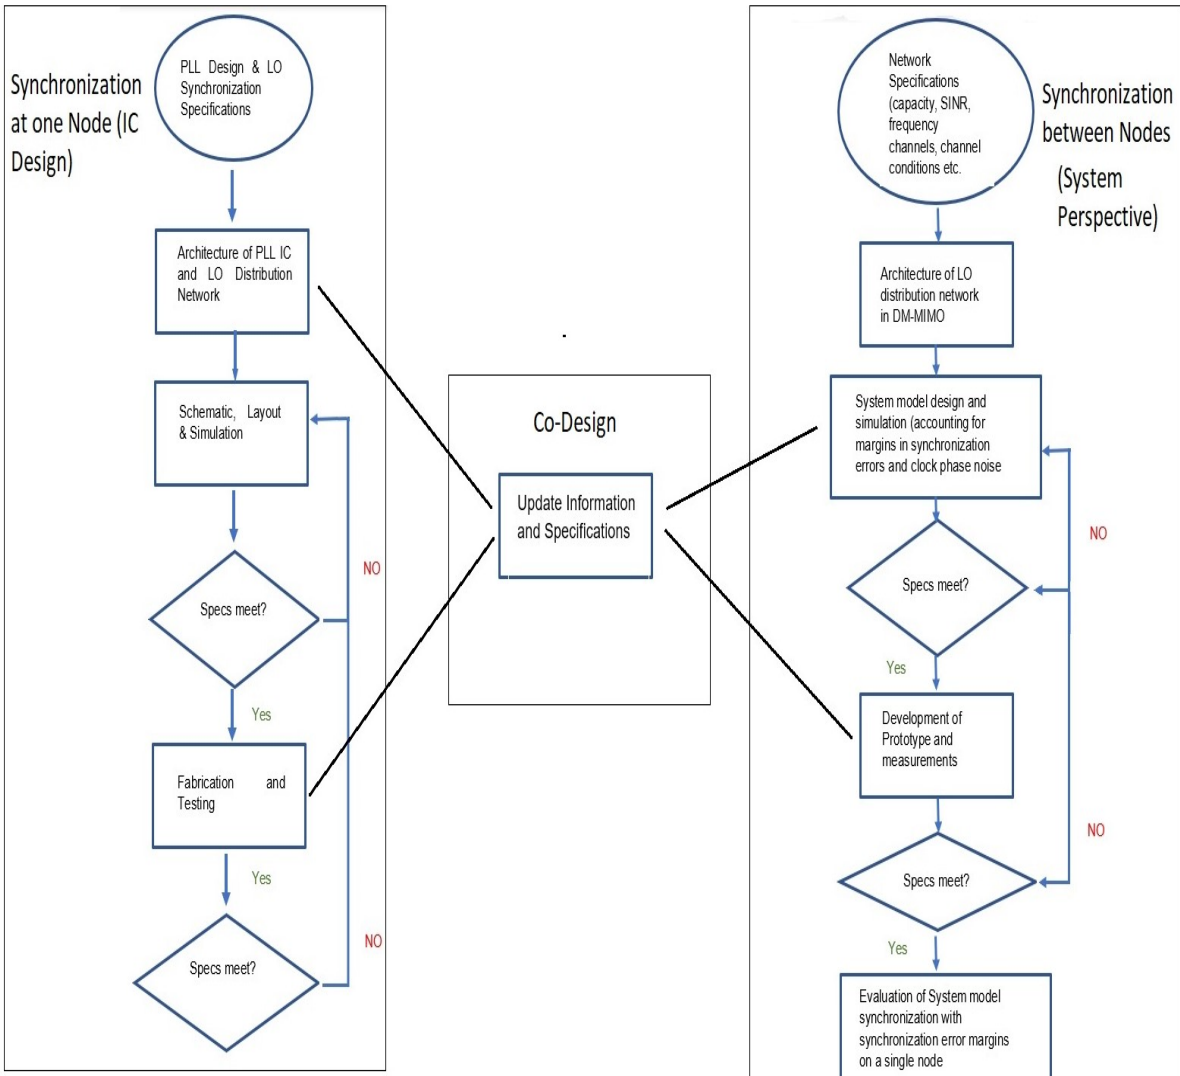 Synchronization
at one Node (IC
Design)
PLL Design & LO
Synchronization
Specifications
Architecture of PLL IC
and LO Distribution
Network
Schematic, Layout
& Simulation
NO
Specs meet?
Yes
Fabrication and
Testing
Yes
NO
Specs meet?
Co-Design
Update Information
and Specifications
Network
Specifications
(capacity, SINR,
frequency
channels, channel
conditions etc.
Synchronization
between Nodes
(System
Perspective)
Architecture of LO
distribution network
in DM-MIMO
System model design and
simulation (accounting for
margins in synchronization
errors and clock phase noise
NO
Specs meet?
Yes
Development of
Prototype and
measurements
NO
Specs meet?
Yes
Evaluation of System model
synchronization with
synchronization error margins
on a single node